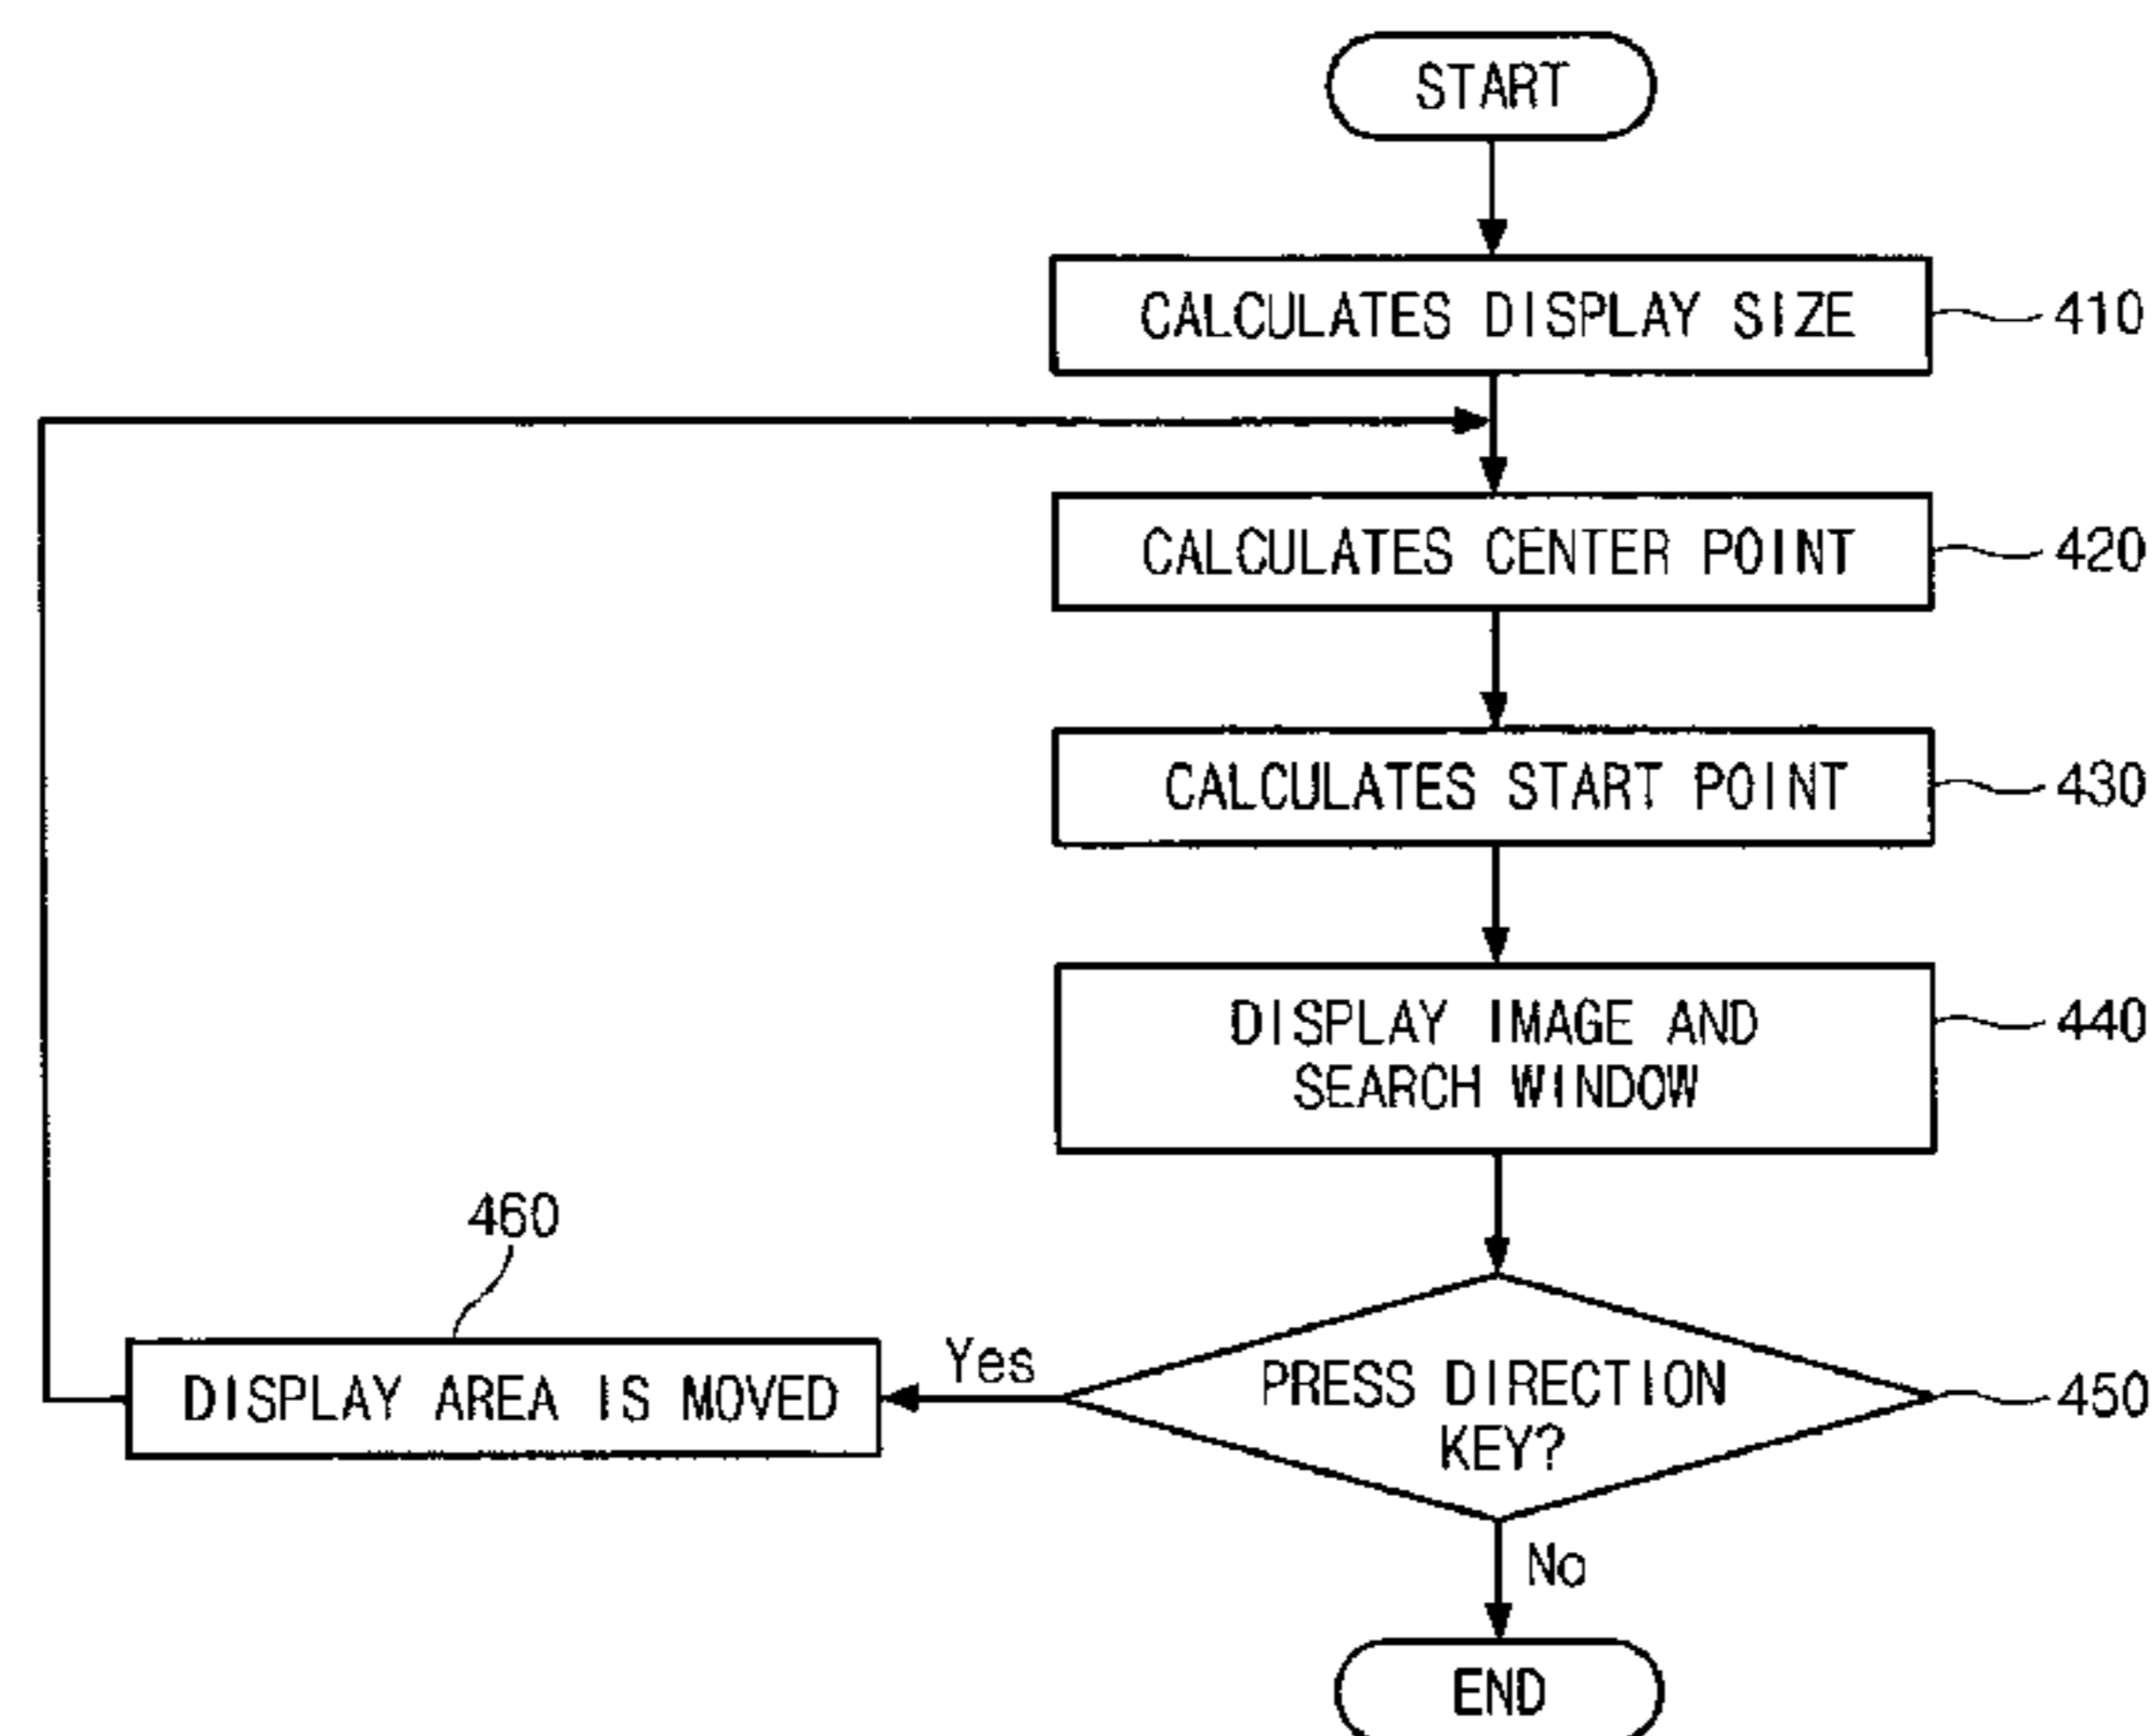 START
CALCULATES DISPLAY SIZE
410
CALCULATES CENTER POINT
420
CALCULATES START POINT
430
DISPLAY IMAGE AND
SEARCH WINDOW
440
460
DISPLAY AREA IS MOVED
Yes
PRESS DIRECTION
KEY?
450
No
END